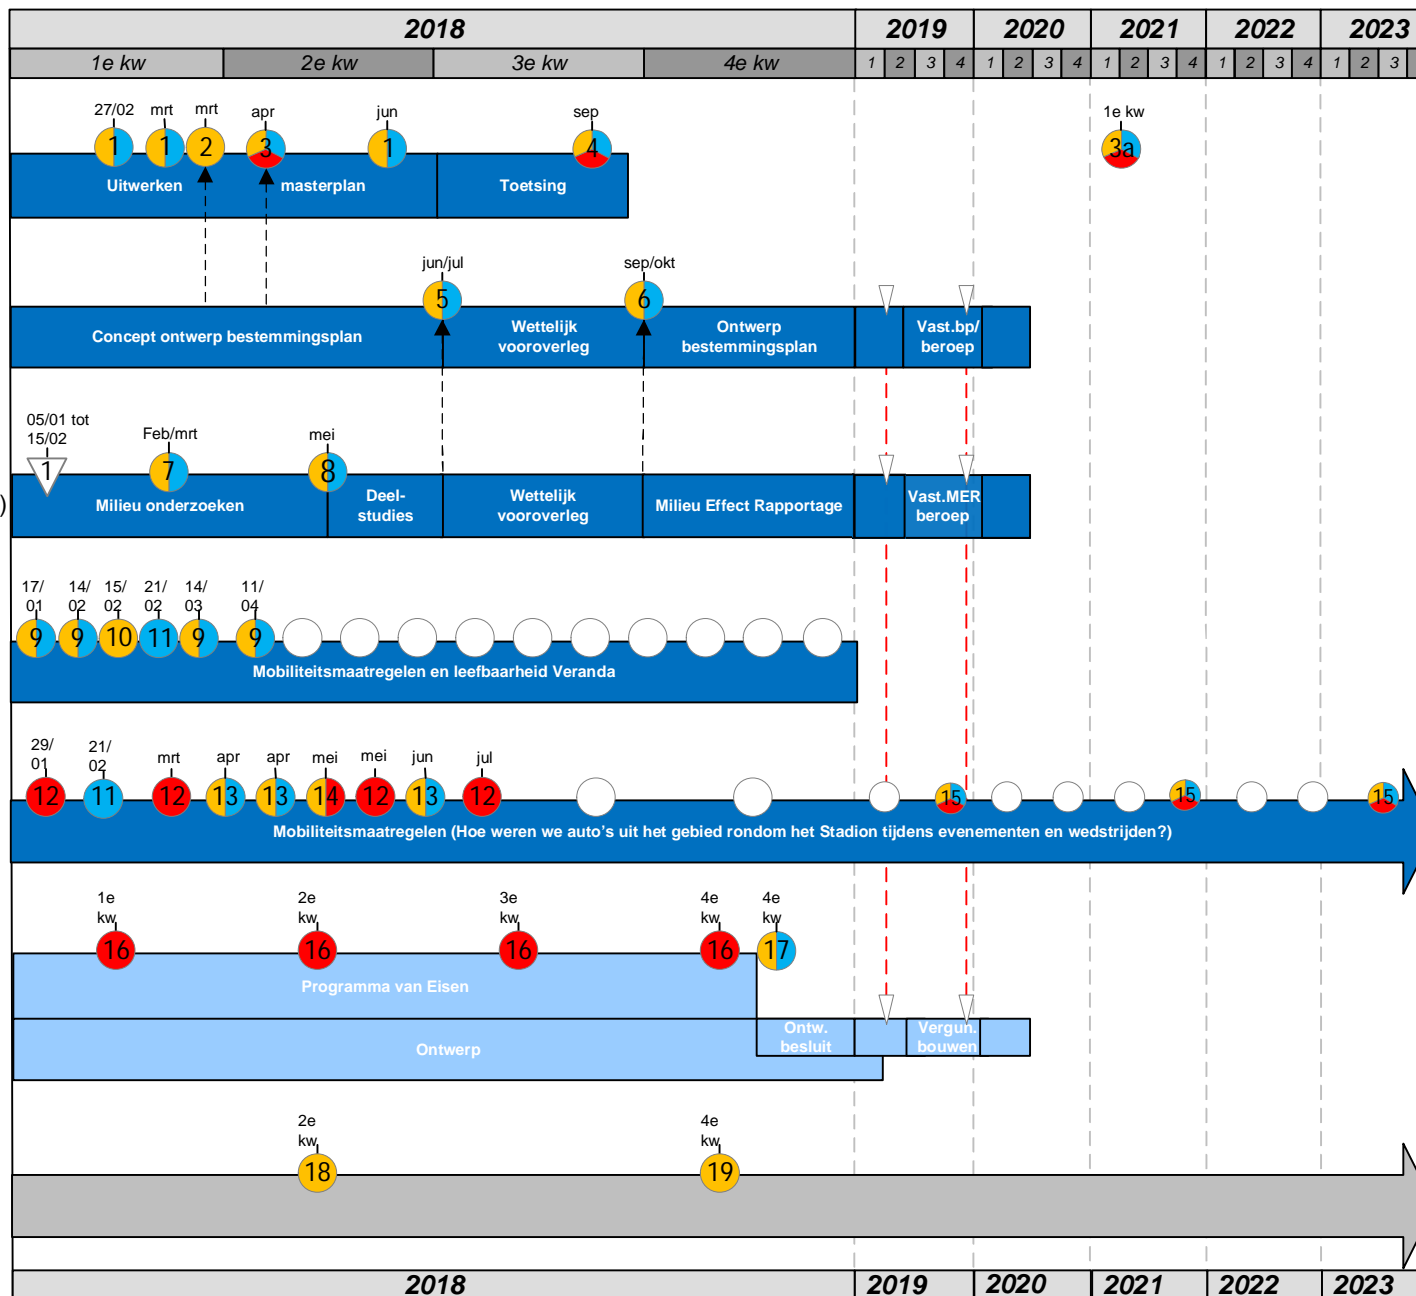 2018 2019 2020 2021 2022 2023
1e kw 2e kw 3e kw 4e kw 1 2 3 4 1 2 3 4 1 2 3 4 1 2 3 4 1 2 3
27/02 mrt mrt apr jun sep 1e kw
1 1 2 3 1 4 3a
Uitwerken masterplan Toetsing
jun/jul sep/okt
5 6
Concept ontwerp bestemmingsplan
Wettelijk
vooroverleg
Ontwerp
bestemmingsplan
Vast.bp/
beroep
05/01 tot
15/02
Feb/mrt mei
1 7 8
)
Milieu onderzoeken
Deel-
studies
Wettelijk
vooroverleg
Milieu Effect Rapportage
Vast.MER
beroep
17/
01
14/
02
15/
02
21/
02
14/
03
11/
04
9 9 10 11 9 9
Mobiliteitsmaatregelen en leefbaarheid Veranda
29/
01
21/
02
mrt apr apr mei mei jun jul
12 11 12 13 13 14 12 13 12 15 15 15
Mobiliteitsmaatregelen (Hoe weren we auto's uit het gebied rondom het Stadion tijdens evenementen en wedstrijden?)
1e
kw
2e
kw
3e
kw
4e
kw
4e
kw
16 16 16 16 17
Programma van Eisen
Ontwerp
Ontw.
besluit
Vergun.
bouwen
2e
kw
4e
kw
18 19
2018 2019 2020 2021 2022 2023